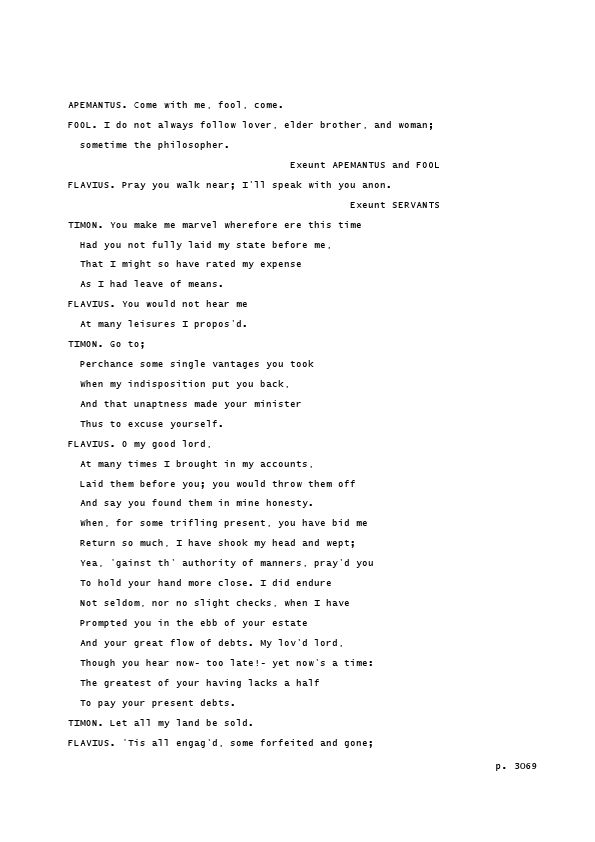 APEMANTUS. Come with me, fool, come.
FOOL. I do not always follow lover, elder brother, and woman;
sometime the philosopher.
Exeunt APEMANTUS and FOOL
FLAVIUS. Pray you walk near; I'll speak with you anon.
Exeunt SERVANTS
TIMON. You make me marvel wherefore ere this time
Had you not fully laid my state before me,
That I might so have rated my expense
As I had leave of means.
FLAVIUS. You would not hear me
At many leisures I propos'd.
TIMON. Go to;
Perchance some single vantages you took
When my indisposition put you back,
And that unaptness made your minister
Thus to excuse yourself.
FLAVIUS. O my good lord,
At many times I brought in my accounts,
Laid them before you; you would throw them off
And say you found them in mine honesty.
When, for some trifling present, you have bid me
Return so much, I have shook my head and wept;
Yea, 'gainst th' authority of manners, pray'd you
To hold your hand more close. I did endure
Not seldom, nor no slight checks, when I have
Prompted you in the ebb of your estate
And your great flow of debts. My lov'd lord,
Though you hear now- too late!- yet now's a time:
The greatest of your having lacks a half
To pay your present debts.
TIMON. Let all my land be sold.
FLAVIUS. 'Tis all engag'd, some forfeited and gone;
p. 3069